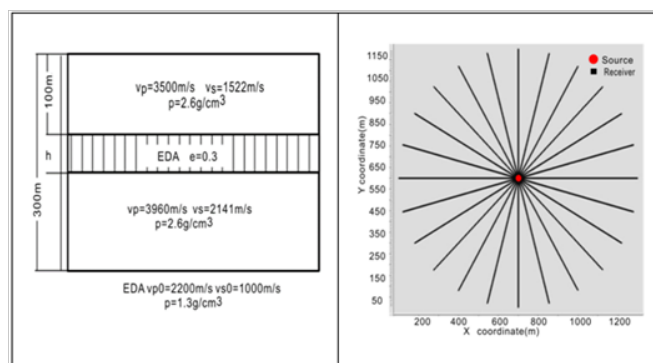 100m
vp=3500m/s vs=1522m/s
p=2.6g/cm3
h
EDA e=0.3
300m
vp=3960m/s vs=2141m/s
p=2.6g/cm3
EDA vp0=2200m/s vs0=1000m/s
p=1.3g/cm3
Source
Receiver
Y coordinate(m)
1150
1050
950
850
750
650
550
450
350
250
150
50
200
400
600
800
1000
1200
X coordinate(m)